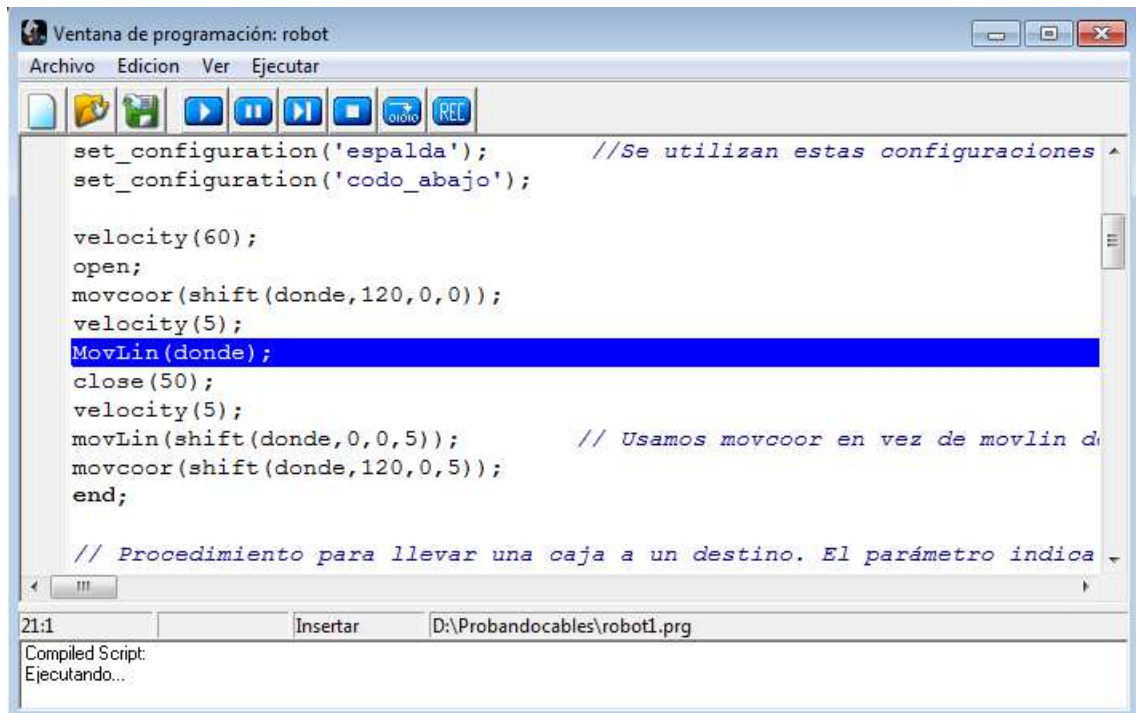 Ventana de programación: robot
Archivo Edicion Ver Ejecutar
REC
set_configuration('espalda'); //Se utilizan estas configuraciones
set_configuration('codo_abajo');
velocity(60);
open;
movcoor(shift(donde,120,0,0));
velocity(5);
MovLin(donde);
close(50);
velocity(5);
movLin(shift(donde,0,0,5)); // Usamos movcoor en vez de movlin d
movcoor(shift(donde,120,0,5));
end;
// Procedimiento para llevar una caja a un destino. El parámetro indica
21:1 Insertar D:\Probandocables\robot1.prg
Compiled Script:
Ejecutando...